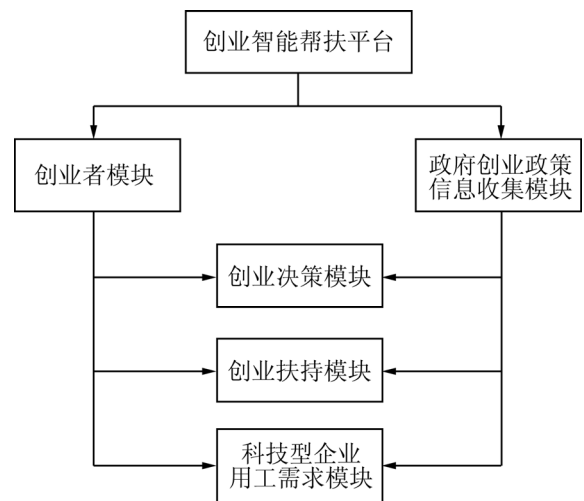 创业智能帮扶平台
创业者模块
政府创业政策
信息收集模块
创业决策模块
创业扶持模块
科技型企业
用工需求模块